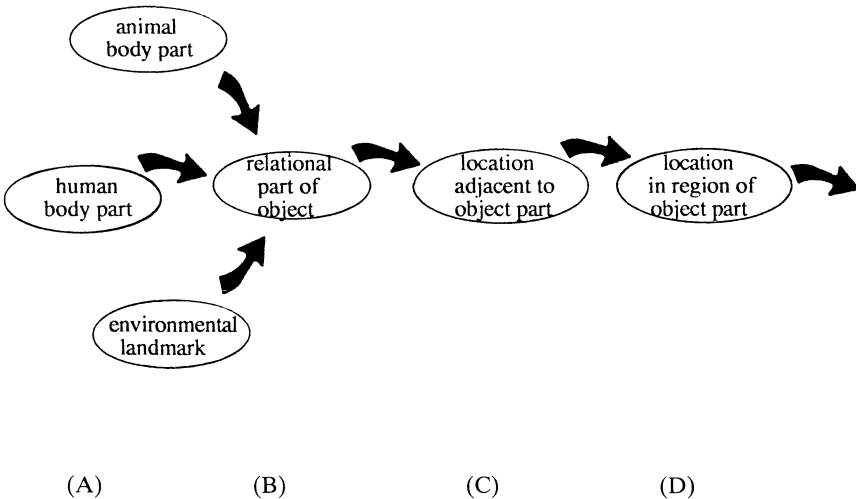 animal
body part
human
body part
environmental
landmark
relational
part of
object
location
adjacent to
object part
location
in region of
object part
(A)
(B)
(C)
(D)